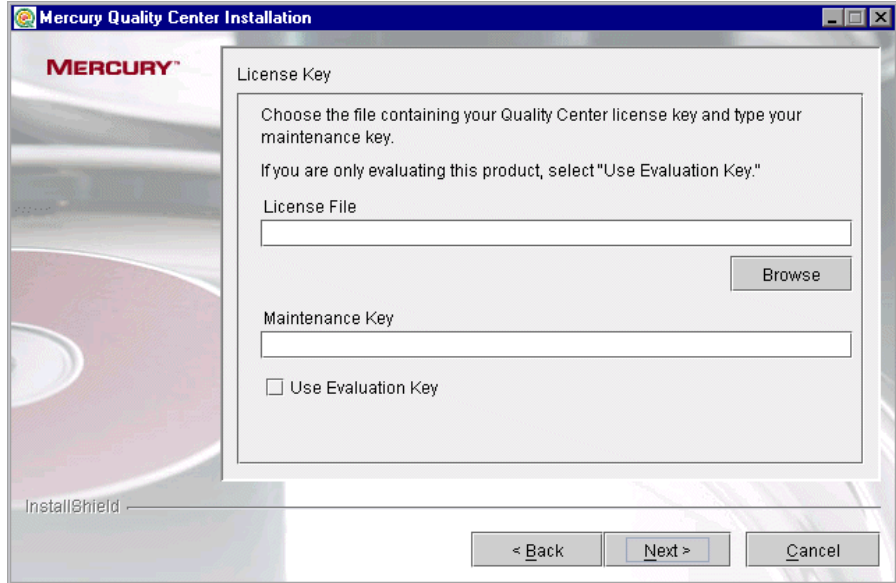 Mercury Quality Center Installation
MERCURY™
License Key
Choose the file containing your Quality Center license key and type your
maintenance key.
If you are only evaluating this product, select "Use Evaluation Key."
License File
Browse
Maintenance Key
Use Evaluation Key
InstallShield
< Back
Next >
Cancel